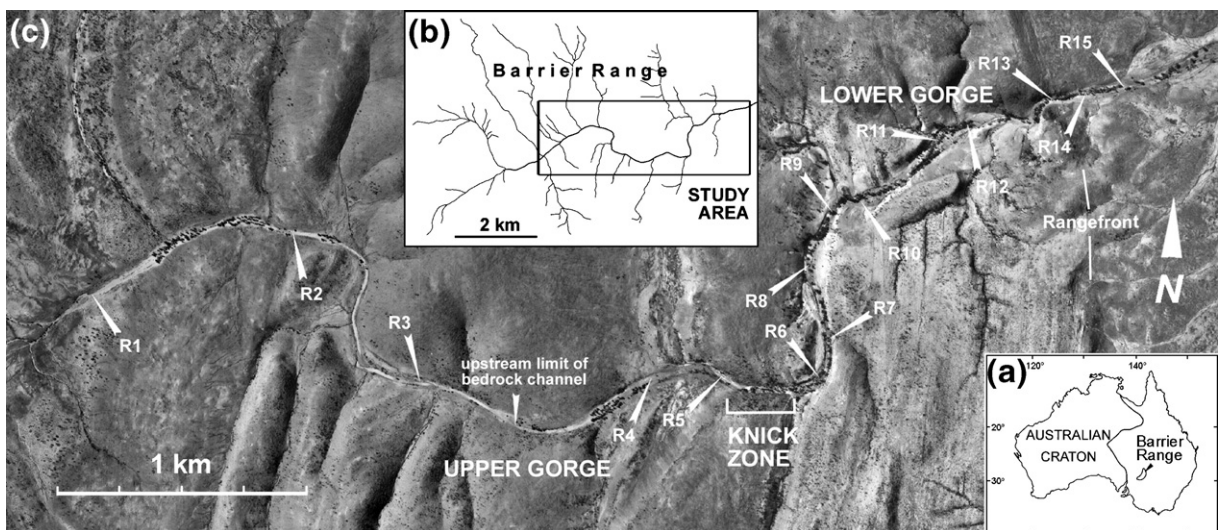 (c)
(b)
Barrier Range
STUDY
AREA
2 km
R15
R13
LOWER GORGE
R11
R14
R9
R12
Rangefront
R10
N
R8
R7
R2
R1
R3
upstream limit of
bedrock channel
R6
R4
R5
KNICK
ZONE
UPPER GORGE
1 km
(a)
120°
140°
20°
30°
AUSTRALIAN
CRATON
Barrier
Range